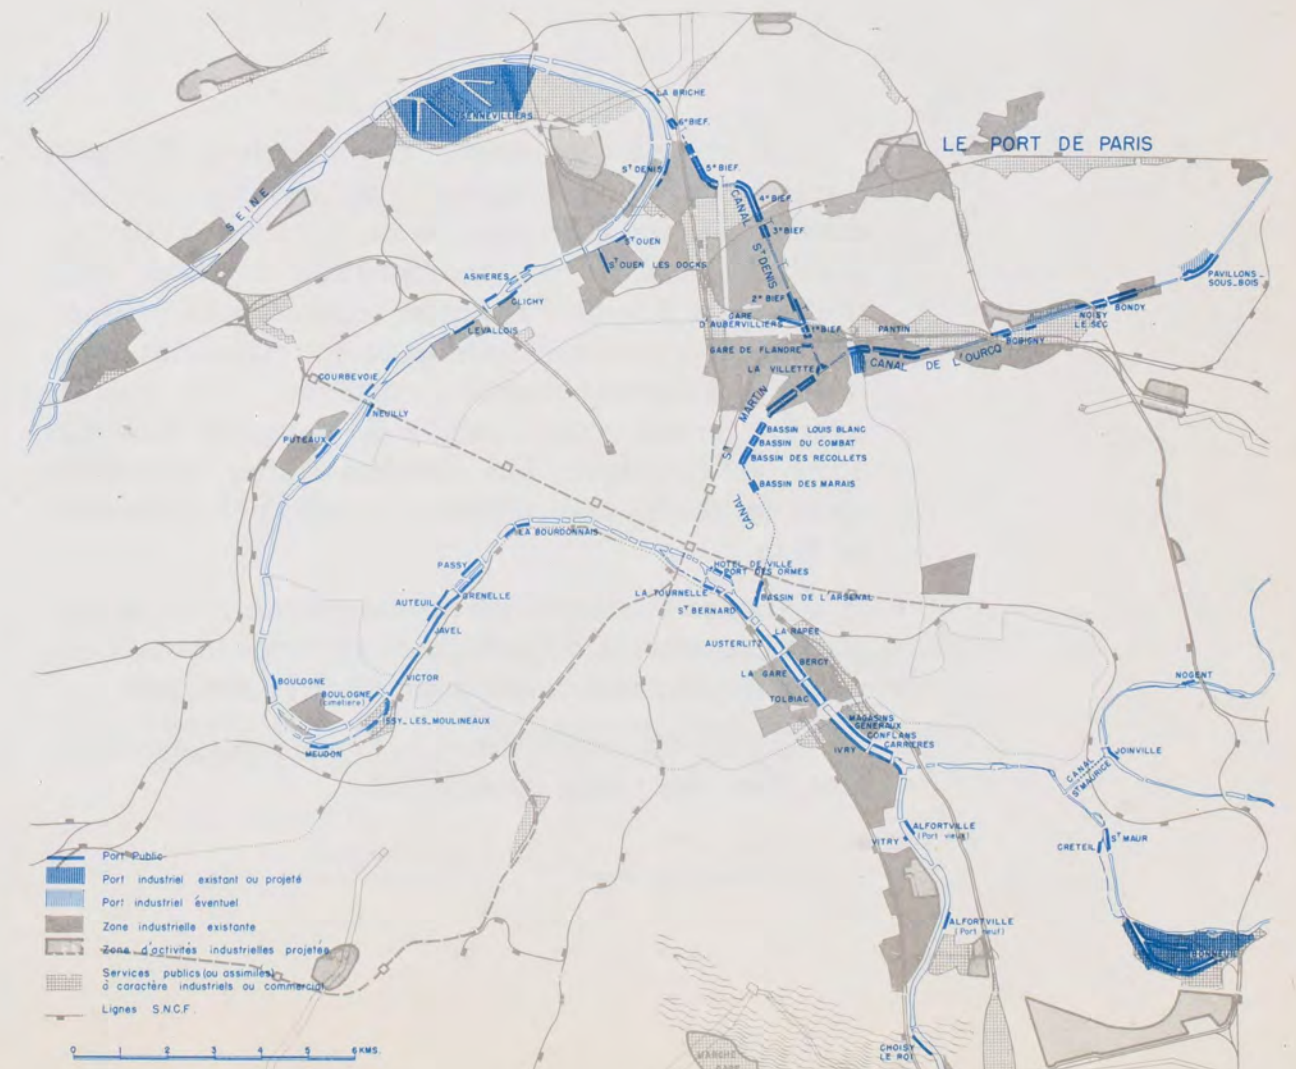 LE PORT DE PARIS
LA BRICHE
6e BIEF.
GENNEVILLIERS
ST DENIS
5e BIEF.
CANAL ST DENIS
4e BIEF.
3e BIEF.
SEINE
ST OUEN
ST OUEN LES DOCKS
ASNIERES
CLICHY
LEVALLOIS
2e BIEF
GARE
D'AUBERVILLIERS
1er BIEF.
GARE DE FLANDRE
LA VILLETTE
PANTIN
CANAL DE L'OURCQ
BOBIGNY
NOISY
LE SEC
BONDY
PAVILLONS_
SOUS_BOIS
COURBEVOIE
NEUILLY
PUTEAUX
CANAL ST MARTIN
BASSIN LOUIS BLANC
BASSIN DU COMBAT
BASSIN DES RECOLLETS
BASSIN DES MARAIS
LA BOURDONNAIS
PASSY
GRENELLE
AUTEUIL
JAVEL
VICTOR
BOULOGNE
BOULOGNE
(cimetière)
ISSY_LES_MOULINEAUX
MEUDON
HOTEL DE VILLE
PORT DES ORMES
LA TOURNELLE
BASSIN DE L'ARSENAL
ST BERNARD
AUSTERLITZ
LA RAPEE
BERCY
LA GARE
TOLBIAC
MAGASINS
GENERAUX
CONFLANS
CARRIERES
IVRY
NOGENT
JOINVILLE
CANAL
ST MAURICE
ALFORTVILLE
(Port vieux)
VITRY
ST MAUR
CRETEIL
ALFORTVILLE
(Port neuf)
BONNEUIL
CHOISY
LE ROI
MARCHE
GARE
Port Public
Port industriel existant ou projeté
Port industriel éventuel
Zone industrielle existante
Zone d'activités industrielles projetée
Services publics (ou assimilés)
à caractère industriels ou commercial
Lignes S.N.C.F.
0 1 2 3 4 5 6 KMS.